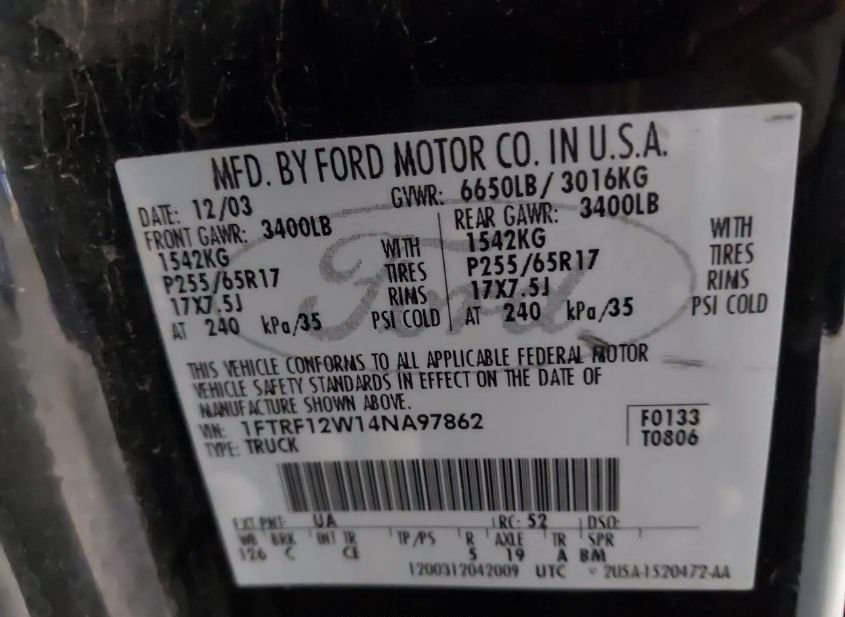 MFD. BY FORD MOTOR CO. IN U.S.A.
DATE: 12/03 GVWR: 6650LB/ 3016KG
FRONT GAWR: 3400LB REAR GAWR: 3400LB
1542KG WITH 1542KG WITH
P255/65R17 TIRES P255/65R17 TIRES
17X7.5J RIMS 17X7.5J RIMS
AT 240 kPa/35 PSI COLD AT 240 kPa/35 PSI COLD
Ford
THIS VEHICLE CONFORMS TO ALL APPLICABLE FEDERAL MOTOR
VEHICLE SAFETY STANDARDS IN EFFECT ON THE DATE OF
MANUFACTURE SHOWN ABOVE.
VIN: 1FTRF12W14NA97862 F0133
TYPE: TRUCK T0806
EXT PNT: UA RC: 52 DSO:
WB BRK INT TR TP/PS R AXLE TR SPR
126 C CE 5 19 A BM
1200312042009 UTC 2USA-1520472-AA